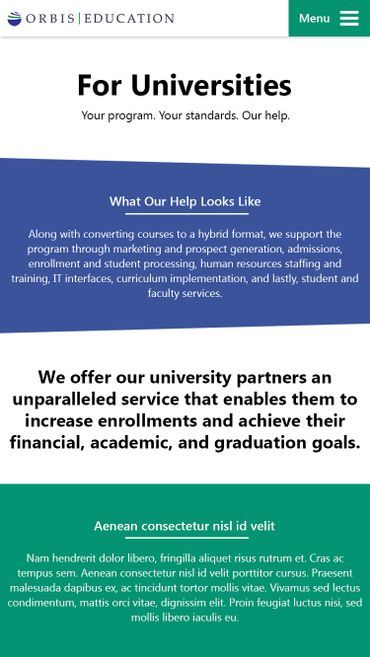 ORBIS|EDUCATION
Menu
For Universities
Your program. Your standards. Our help.
What Our Help Looks Like
Along with converting courses to a hybrid format, we support the
program through marketing and prospect generation, admissions,
enrollment and student processing, human resources staffing and
training, IT interfaces, curriculum implementation, and lastly, student and
faculty services.
We offer our university partners an
unparalleled service that enables them to
increase enrollments and achieve their
financial, academic, and graduation goals.
Aenean consectetur nisl id velit
Nam hendrerit dolor libero, fringilla aliquet risus rutrum et. Cras ac
tempus sem. Aenean consectetur nisl id velit porttitor cursus. Praesent
malesuada dapibus ex, ac tincidunt tortor mollis vitae. Vivamus sed lectus
condimentum, mattis orci vitae, dignissim elit. Proin feugiat luctus nisi, sed
mollis libero iaculis eu.